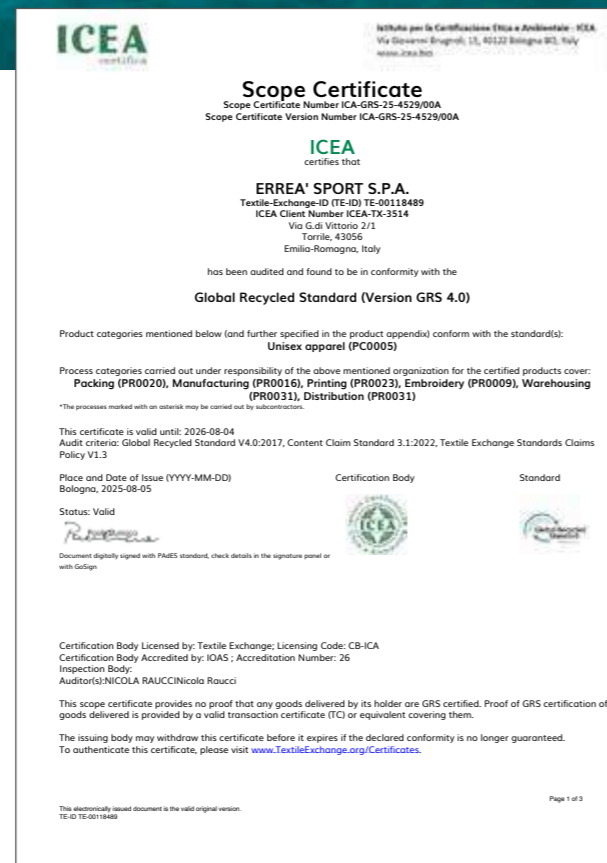 ICEA
certifica
Istituto per la Certificazione Etica e Ambientale - ICEA
Via Giovanni Brugnoli, 15, 40122 Bologna BO, Italy
www.icea.bio
Scope Certificate
Scope Certificate Number ICA-GRS-25-4529/00A
Scope Certificate Version Number ICA-GRS-25-4529/00A
ICEA
certifies that
ERREA' SPORT S.P.A.
Textile-Exchange-ID (TE-ID) TE-00118489
ICEA Client Number ICEA-TX-3514
Via G.di Vittorio 2/1
Torrile, 43056
Emilia-Romagna, Italy
has been audited and found to be in conformity with the
Global Recycled Standard (Version GRS 4.0)
Product categories mentioned below (and further specified in the product appendix) conform with the standard(s):
Unisex apparel (PC0005)
Process categories carried out under responsibility of the above mentioned organization for the certified products cover:
Packing (PR0020), Manufacturing (PR0016), Printing (PR0023), Embroidery (PR0009), Warehousing
(PR0031), Distribution (PR0031)
*The processes marked with an asterisk may be carried out by subcontractors.
This certificate is valid until: 2026-08-04
Audit criteria: Global Recycled Standard V4.0:2017, Content Claim Standard 3.1:2022, Textile Exchange Standards Claims
Policy V1.3
Place and Date of Issue (YYYY-MM-DD)
Bologna, 2025-08-05
Certification Body
Standard
Status: Valid
ICEA
Global Recycled
Standard
Document digitally signed with PAdES standard, check details in the signature panel or
with GoSign
Certification Body Licensed by: Textile Exchange; Licensing Code: CB-ICA
Certification Body Accredited by: IOAS ; Accreditation Number: 26
Inspection Body:
Auditor(s):NICOLA RAUCCINicola Raucci
This scope certificate provides no proof that any goods delivered by its holder are GRS certified. Proof of GRS certification of
goods delivered is provided by a valid transaction certificate (TC) or equivalent covering them.
The issuing body may withdraw this certificate before it expires if the declared conformity is no longer guaranteed.
To authenticate this certificate, please visit www.TextileExchange.org/Certificates.
Page 1 of 3
This electronically issued document is the valid original version.
TE-ID TE-00118489